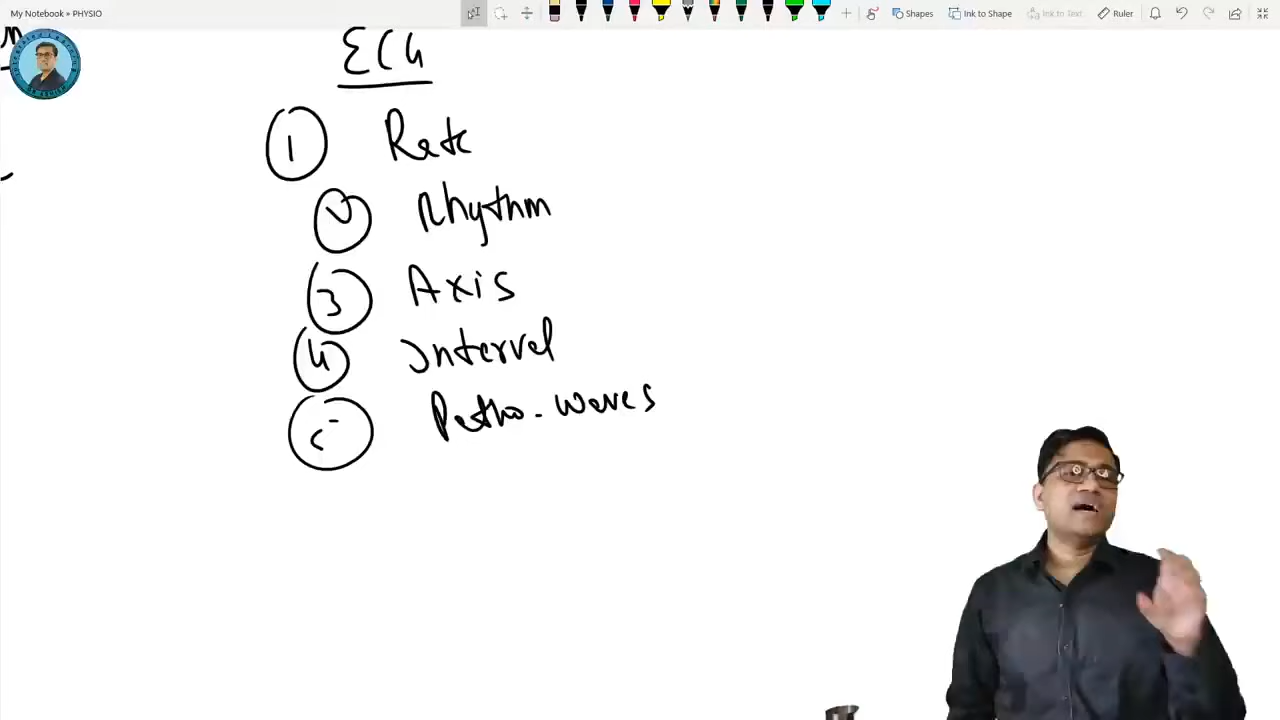 My Notebook » PHYSIO
Shapes
Ink to Shape
Ink to Text
Ruler
ECG
1 Rate
2 Rhythm
3 Axis
4 Interval
5 Patho. Waves